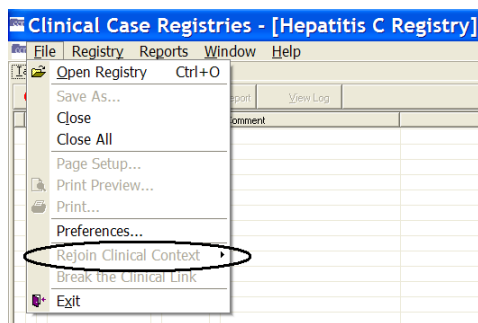 Clinical Case Registries - [Hepatitis C Registry]
File Registry Reports Window Help
Open Registry Ctrl+O
Save As...
Close
Close All
Page Setup...
Print Preview...
Print...
Preferences...
Rejoin Clinical Context
Break the Clinical Link
Exit
View Log